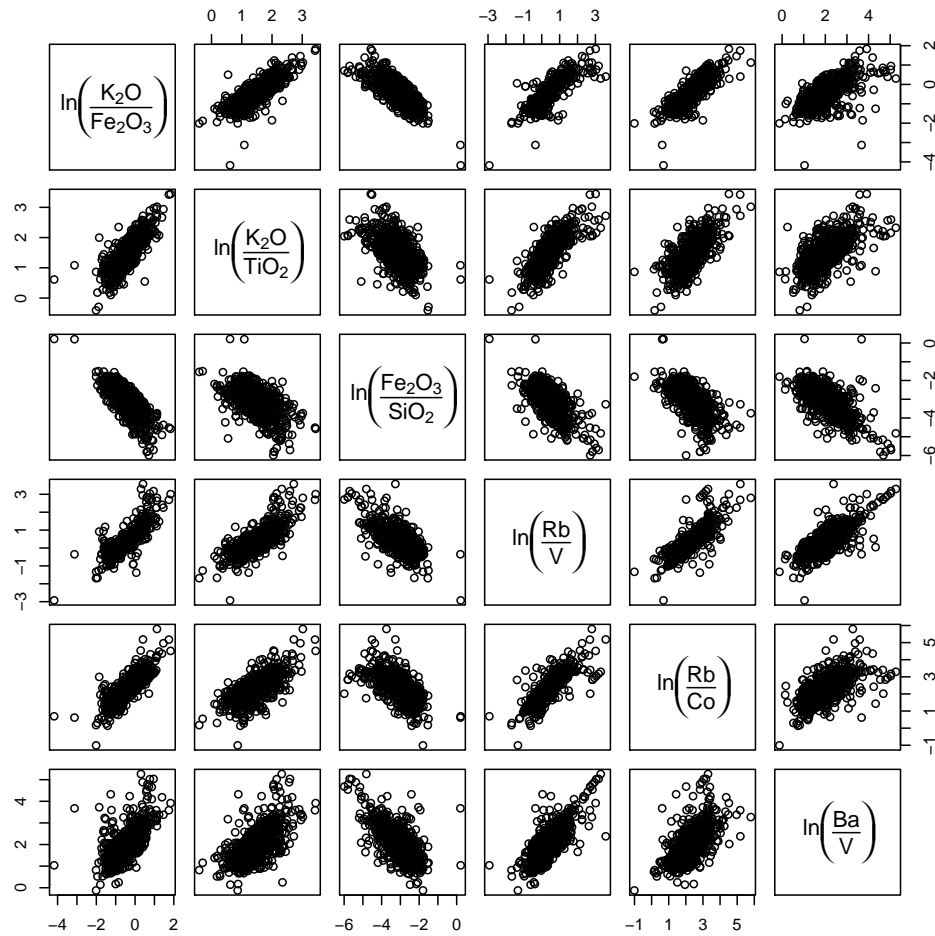 0 1 2 3 −3 −1 1 3 0 2 4
ln(K₂O/Fe₂O₃) −4 −2 0 2
0 1 2 3 ln(K₂O/TiO₂)
ln(Fe₂O₃/SiO₂) −6 −4 −2 0
−3 −1 1 3 ln(Rb/V)
ln(Rb/Co) −1 1 3 5
0 2 4 ln(Ba/V)
−4 −2 0 2 −6 −4 −2 0 −1 1 3 5